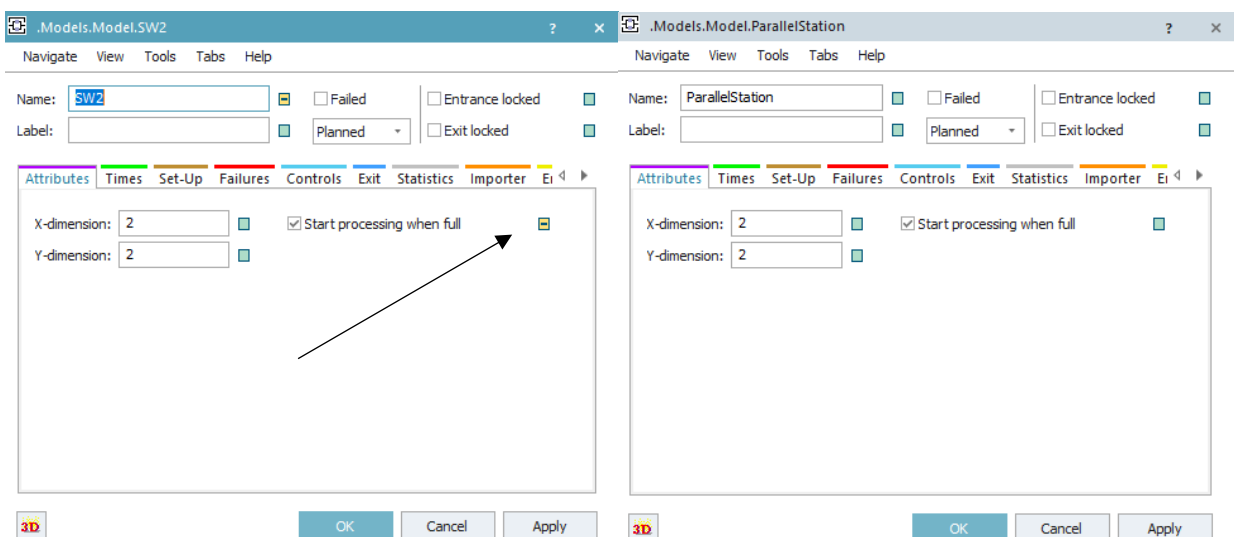 .Models.Model.SW2 ? ×
Navigate View Tools Tabs Help
Name: SW2 Failed Entrance locked
Label: Planned Exit locked
Attributes Times Set-Up Failures Controls Exit Statistics Importer
X-dimension: 2 Start processing when full
Y-dimension: 2
3D OK Cancel Apply
.Models.Model.ParallelStation ? ×
Navigate View Tools Tabs Help
Name: ParallelStation Failed Entrance locked
Label: Planned Exit locked
Attributes Times Set-Up Failures Controls Exit Statistics Importer
X-dimension: 2 Start processing when full
Y-dimension: 2
3D OK Cancel Apply